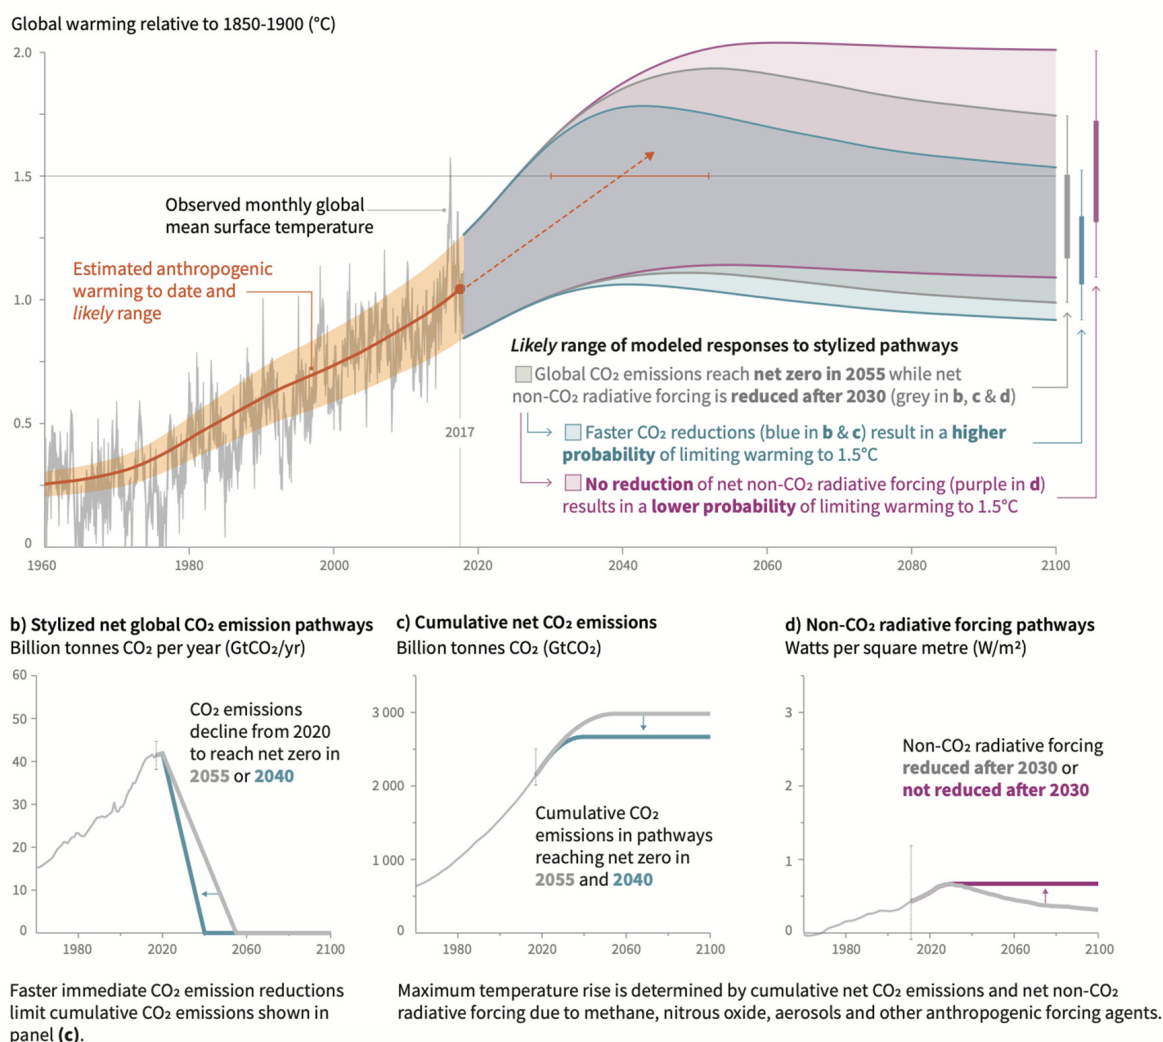 Global warming relative to 1850-1900 (°C)
2.0
1.5
Observed monthly global
mean surface temperature
Estimated anthropogenic
warming to date and
likely range
1.0
Likely range of modeled responses to stylized pathways
Global CO₂ emissions reach net zero in 2055 while net
non-CO₂ radiative forcing is reduced after 2030 (grey in b, c & d)
0.5
2017
Faster CO₂ reductions (blue in b & c) result in a higher
probability of limiting warming to 1.5°C
No reduction of net non-CO₂ radiative forcing (purple in d)
results in a lower probability of limiting warming to 1.5°C
0
1960 1980 2000 2020 2040 2060 2080 2100
b) Stylized net global CO₂ emission pathways
Billion tonnes CO₂ per year (GtCO₂/yr)
60
50
40
30
20
10
0
CO₂ emissions
decline from 2020
to reach net zero in
2055 or 2040
1980 2020 2060 2100
c) Cumulative net CO₂ emissions
Billion tonnes CO₂ (GtCO₂)
3 000
2 000
1 000
0
Cumulative CO₂
emissions in pathways
reaching net zero in
2055 and 2040
1980 2020 2060 2100
d) Non-CO₂ radiative forcing pathways
Watts per square metre (W/m²)
3
2
1
0
Non-CO₂ radiative forcing
reduced after 2030 or
not reduced after 2030
1980 2020 2060 2100
Faster immediate CO₂ emission reductions
limit cumulative CO₂ emissions shown in
panel (c).
Maximum temperature rise is determined by cumulative net CO₂ emissions and net non-CO₂
radiative forcing due to methane, nitrous oxide, aerosols and other anthropogenic forcing agents.